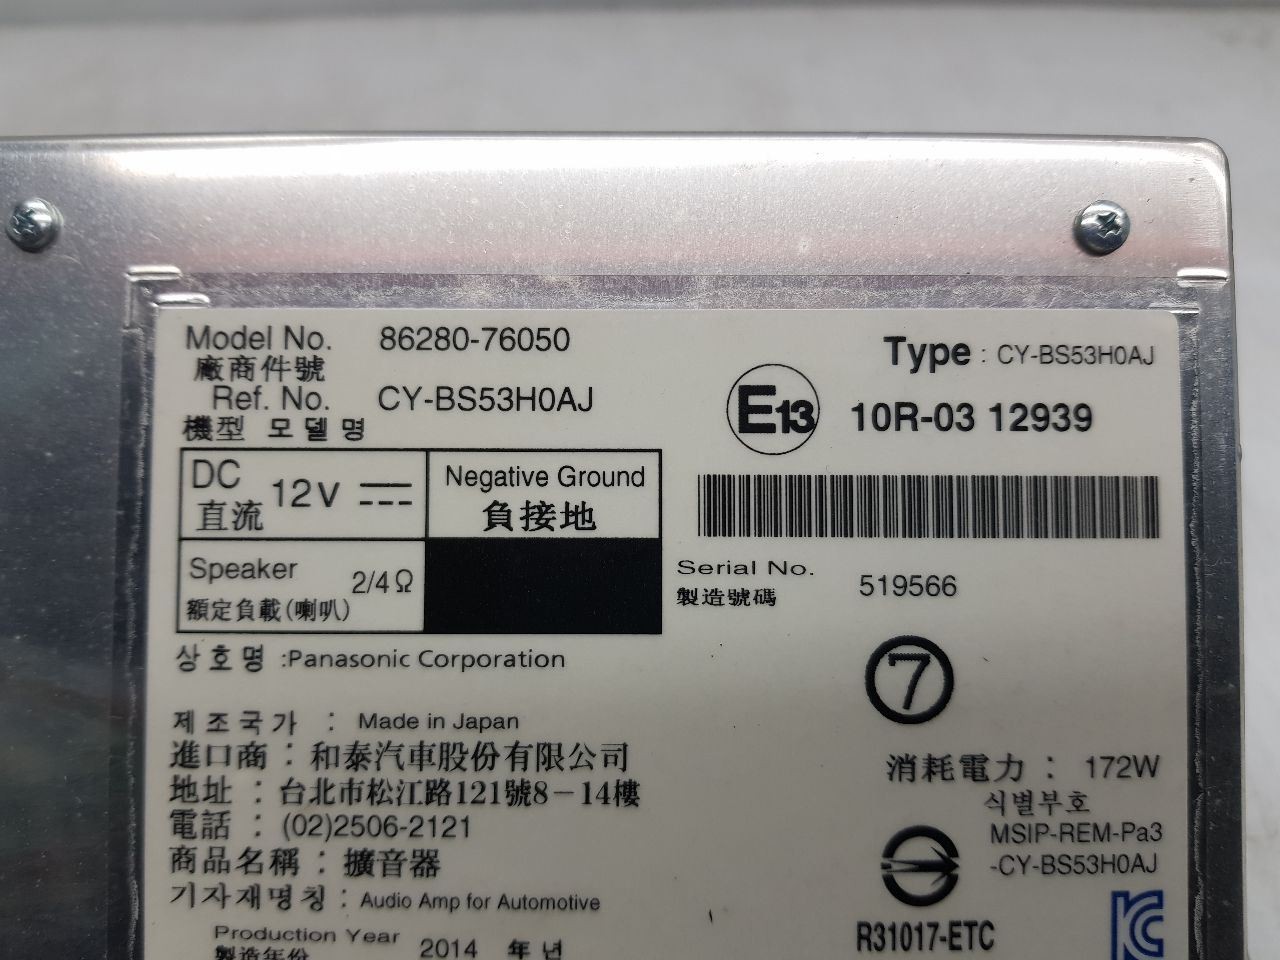 Model No. 86280-76050
廠商件號
Ref. No. CY-BS53H0AJ
機型 모델명
Type : CY-BS53H0AJ
E13 10R-03 12939
DC 直流 12V
Negative Ground
負接地
Speaker 2/4Ω
額定負載(喇叭)
Serial No. 519566
製造號碼
상호명 :Panasonic Corporation
7
제조국가 : Made in Japan
進口商 : 和泰汽車股份有限公司
地址 : 台北市松江路121號8-14樓
電話 : (02)2506-2121
商品名稱 : 擴音器
기자재명칭 : Audio Amp for Automotive
Production Year 2014 年 년
製造年份
消耗電力 : 172W
식별부호
MSIP-REM-Pa3
-CY-BS53H0AJ
R31017-ETC
KC